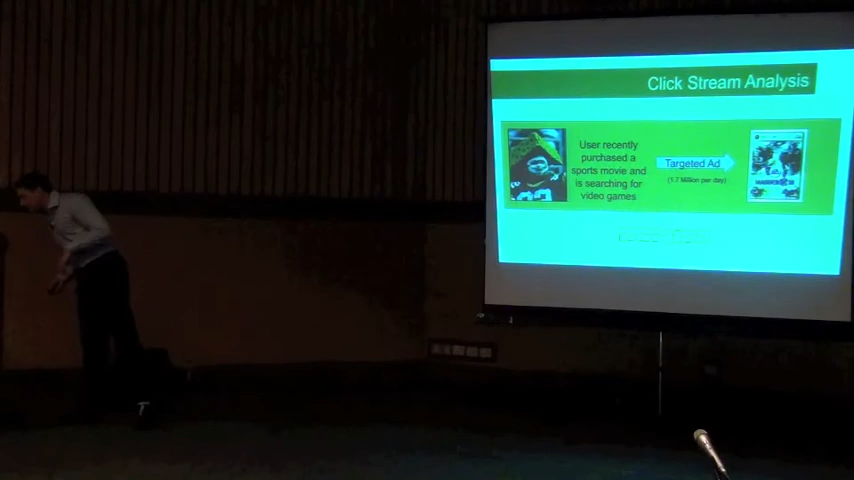 Click Stream Analysis
User recently
purchased a
sports movie and
is searching for
video games
Targeted Ad
(1.7 Million per day)